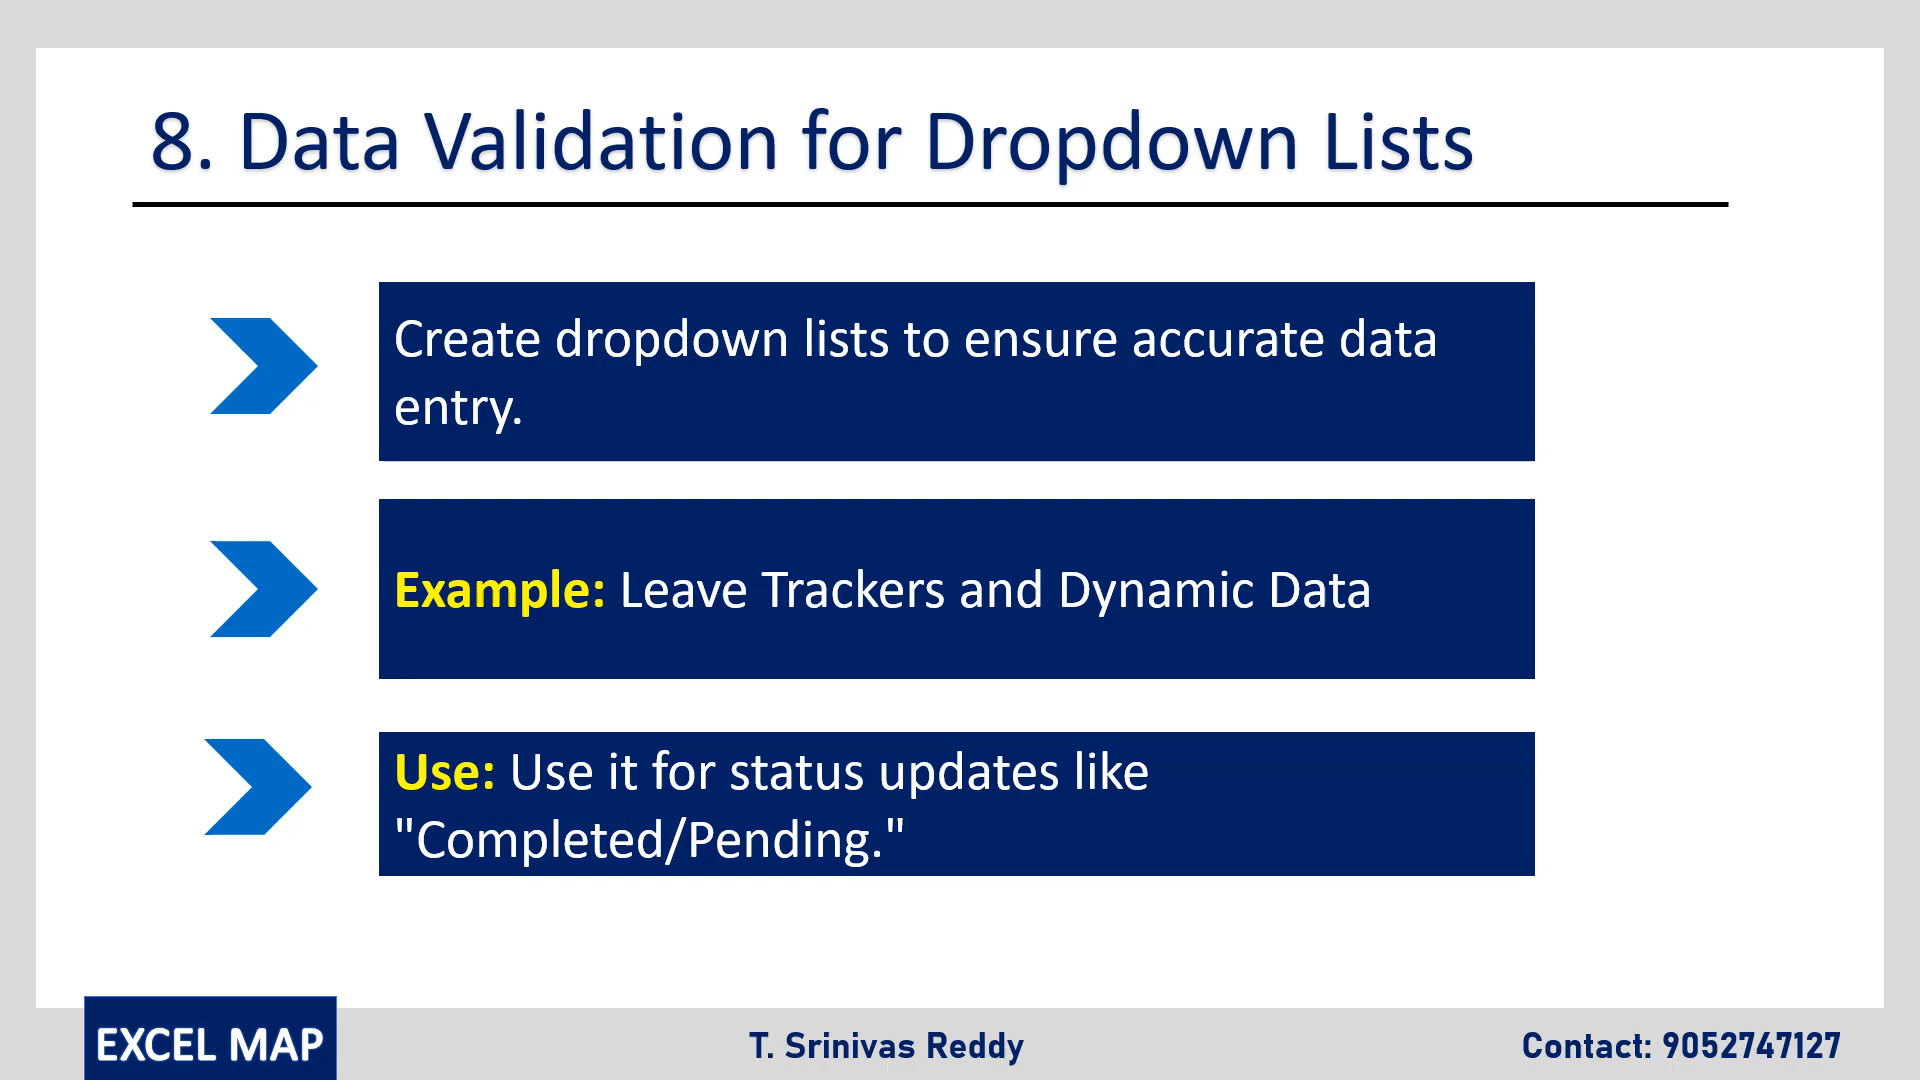 8. Data Validation for Dropdown Lists
Create dropdown lists to ensure accurate data
entry.
Example: Leave Trackers and Dynamic Data
Use: Use it for status updates like
"Completed/Pending."
EXCEL MAP
T. Srinivas Reddy
Contact: 9052747127